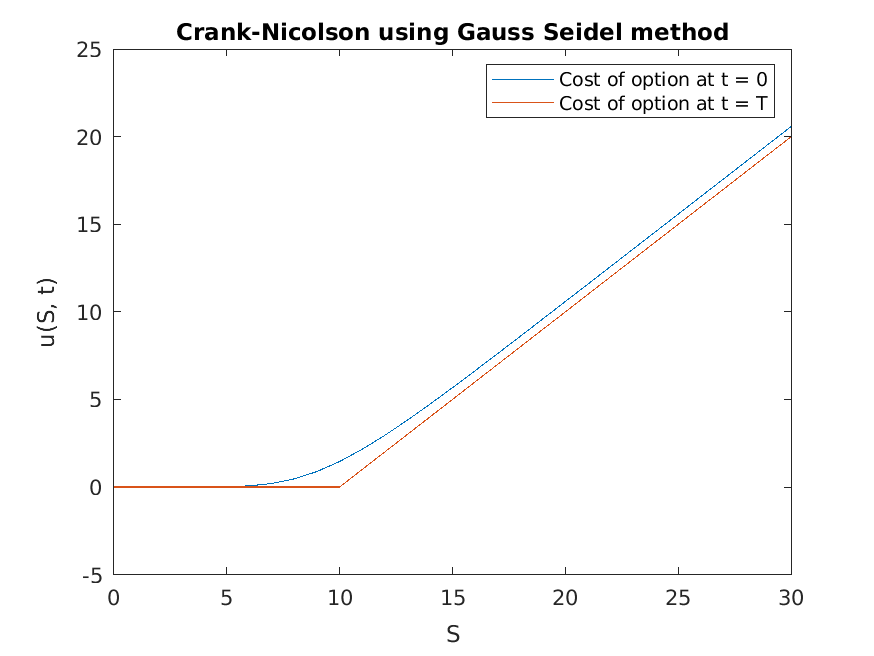 Crank-Nicolson using Gauss Seidel method
25
20
15
10
5
0
-5
u(S, t)
Cost of option at t = 0
Cost of option at t = T
0 5 10 15 20 25 30
S